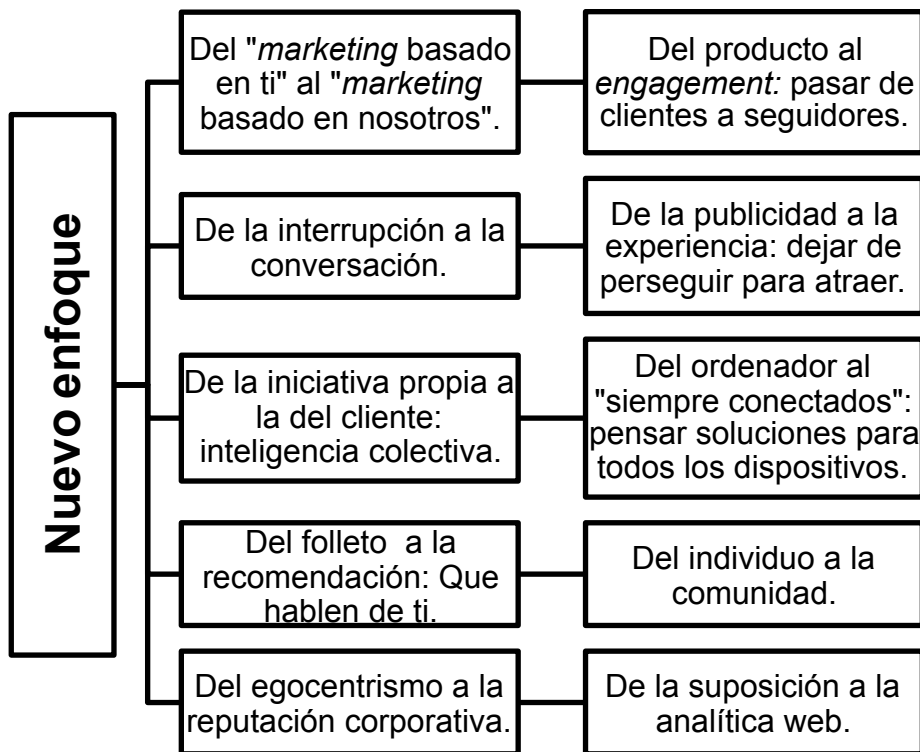 Nuevo enfoque
Del "marketing basado
en ti" al "marketing
basado en nosotros".
Del producto al
engagement: pasar de
clientes a seguidores.
De la interrupción a la
conversación.
De la publicidad a la
experiencia: dejar de
perseguir para atraer.
De la iniciativa propia a
la del cliente:
inteligencia colectiva.
Del ordenador al
"siempre conectados":
pensar soluciones para
todos los dispositivos.
Del folleto  a la
recomendación: Que
hablen de ti.
Del individuo a la
comunidad.
Del egocentrismo a la
reputación corporativa.
De la suposición a la
analítica web.